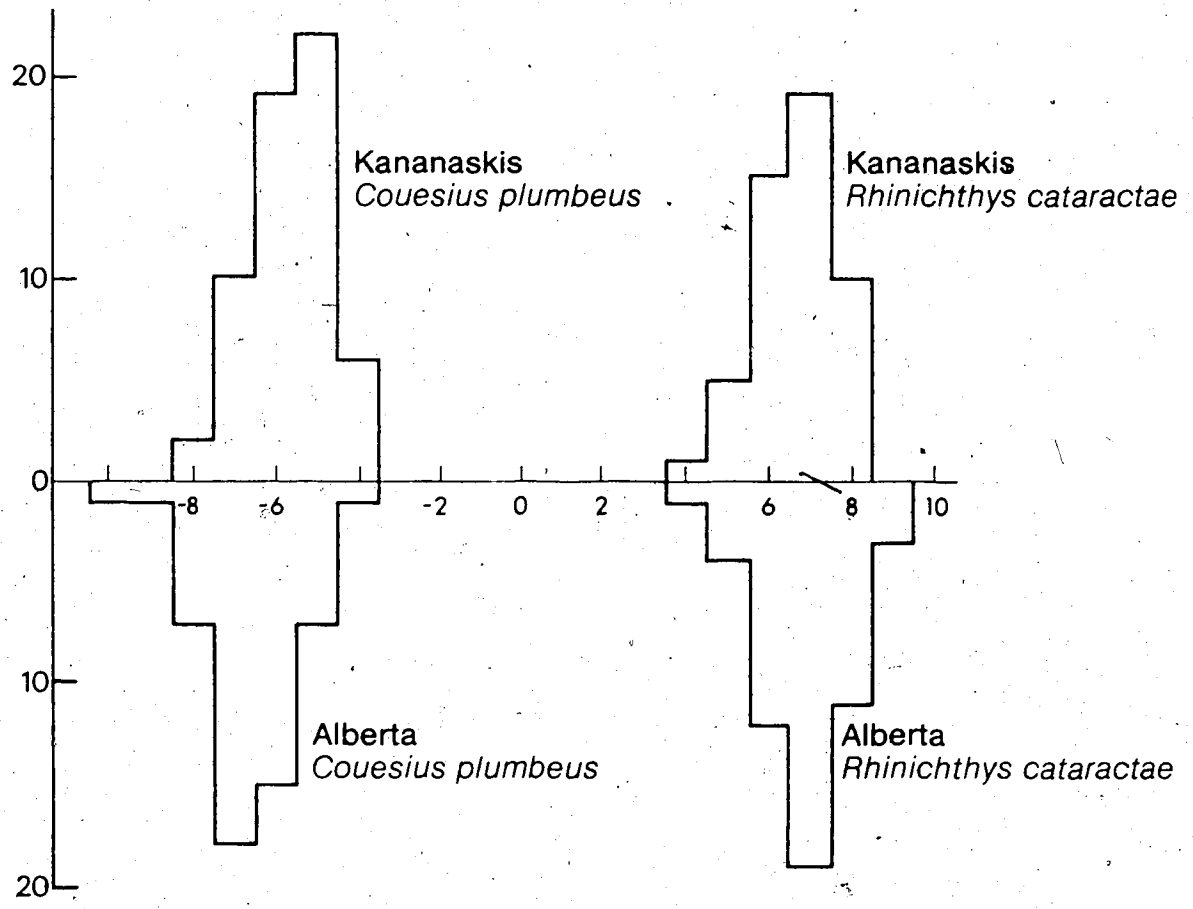 20
Kananaskis
Couesius plumbeus
Kananaskis
Rhinichthys cataractae
10
0
-8 -6 -2 0 2 6 8 10
10
Alberta
Couesius plumbeus
Alberta
Rhinichthys cataractae
20